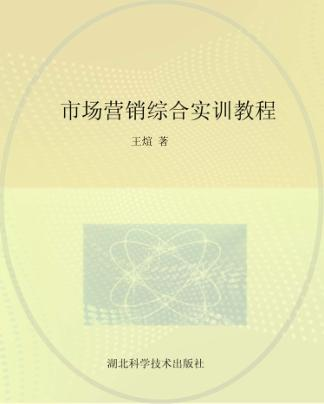 市场营销综合实训教程
王煊 著
湖北科学技术出版社